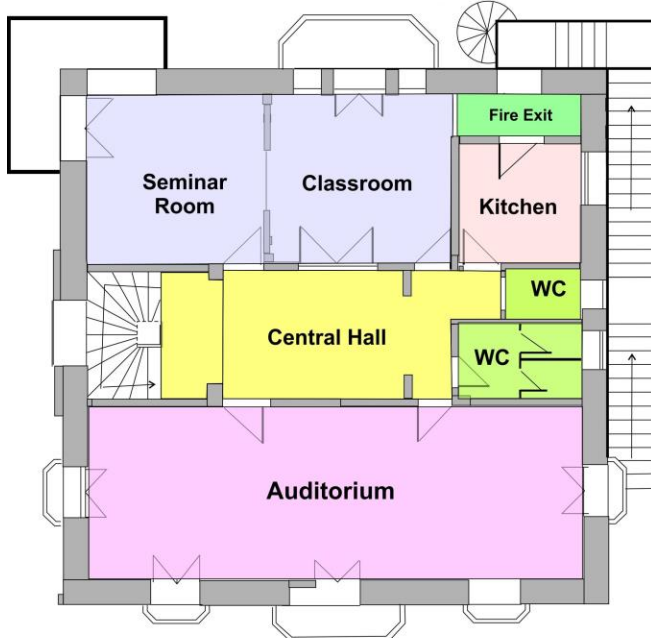 Fire Exit
Seminar
Room
Classroom
Kitchen
WC
Central Hall
WC
Auditorium